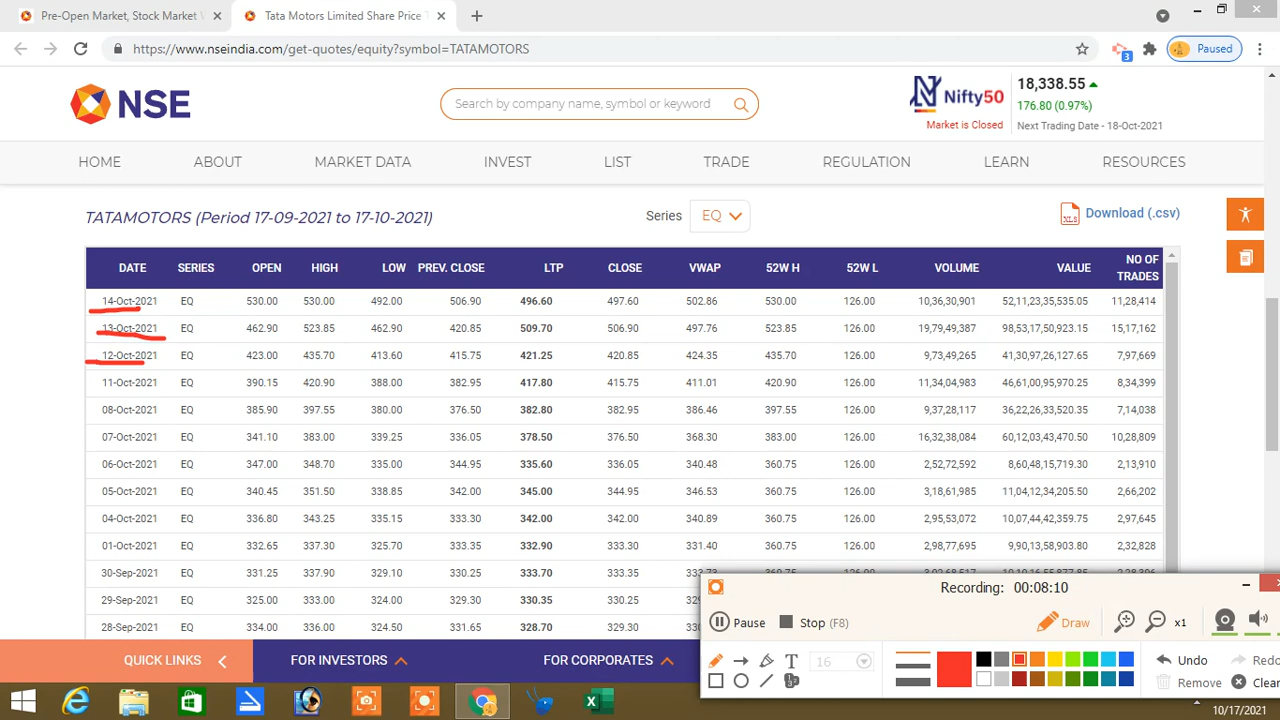 Pre-Open Market, Stock Market
Tata Motors Limited Share Price
https://www.nseindia.com/get-quotes/equity?symbol=TATAMOTORS
3
Paused
NSE
Search by company name, symbol or keyword
Nifty50
Market is Closed
18,338.55
176.80 (0.97%)
Next Trading Date - 18-Oct-2021
HOME ABOUT MARKET DATA INVEST LIST TRADE REGULATION LEARN RESOURCES
TATAMOTORS (Period 17-09-2021 to 17-10-2021)
Series EQ
Download (.csv)
DATE SERIES OPEN HIGH LOW PREV. CLOSE LTP CLOSE VWAP 52W H 52W L VOLUME VALUE NO OF TRADES
14-Oct-2021 EQ 530.00 530.00 492.00 506.90 496.60 497.60 502.86 530.00 126.00 10,36,30,901 52,11,23,35,535.05 11,28,414
13-Oct-2021 EQ 462.90 523.85 462.90 420.85 509.70 506.90 497.76 523.85 126.00 19,79,49,387 98,53,17,50,923.15 15,17,162
12-Oct-2021 EQ 423.00 435.70 413.60 415.75 421.25 420.85 424.35 435.70 126.00 9,73,49,265 41,30,97,26,127.65 7,97,669
11-Oct-2021 EQ 390.15 420.90 388.00 382.95 417.80 415.75 411.01 420.90 126.00 11,34,04,983 46,61,00,95,970.25 8,34,399
08-Oct-2021 EQ 385.90 397.55 380.00 376.50 382.80 382.95 386.46 397.55 126.00 9,37,28,117 36,22,26,33,520.35 7,14,038
07-Oct-2021 EQ 341.10 383.00 339.25 336.05 378.50 376.50 368.30 383.00 126.00 16,32,38,084 60,12,03,43,470.50 10,28,809
06-Oct-2021 EQ 347.00 348.70 335.00 344.95 335.60 336.05 340.48 360.75 126.00 2,52,72,592 8,60,48,15,719.30 2,13,910
05-Oct-2021 EQ 340.45 351.50 338.85 342.00 345.00 344.95 346.53 360.75 126.00 3,18,61,985 11,04,12,34,205.50 2,66,202
04-Oct-2021 EQ 336.80 343.25 335.15 333.30 342.00 342.00 340.89 360.75 126.00 2,95,53,072 10,07,44,42,359.75 2,97,645
01-Oct-2021 EQ 332.65 337.30 325.70 333.35 332.90 333.30 331.40 360.75 126.00 2,98,77,695 9,90,13,58,903.80 2,32,828
30-Sep-2021 EQ 331.25 337.90 329.10 330.25 333.70 333.35
29-Sep-2021 EQ 325.00 333.00 324.00 329.30 330.35 330.25
28-Sep-2021 EQ 334.00 336.00 324.50 331.65 328.70
QUICK LINKS FOR INVESTORS FOR CORPORATES
Recording: 00:08:10
Pause Stop (F8) Draw x1
T 16 Undo Redo
Remove Clear
10/17/2021